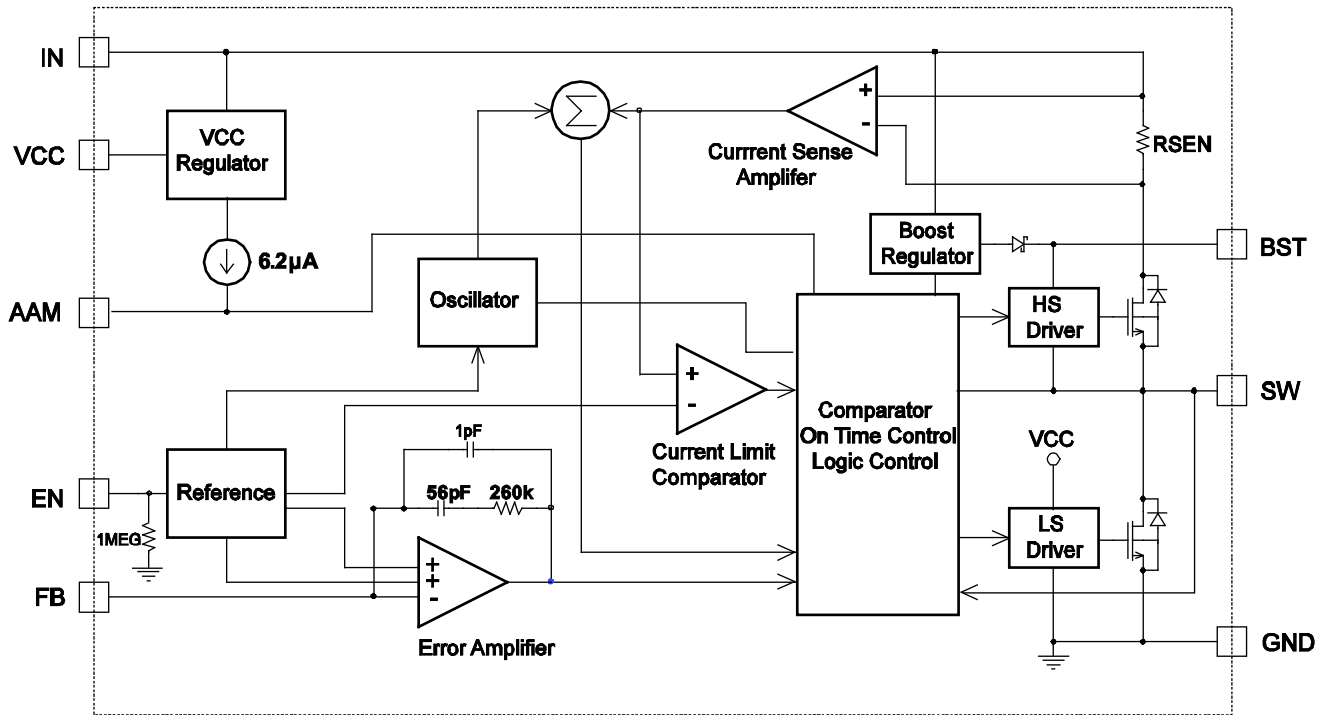 IN
VCC
Regulator
VCC
Σ
+
-
Currrent Sense
Amplifer
RSEN
6.2µA
Boost
Regulator
BST
AAM
Oscillator
HS
Driver
+
-
Current Limit
Comparator
SW
Comparator
On Time Control
Logic Control
VCC
1pF
EN
Reference
56pF
260k
1MEG
LS
Driver
FB
+
+
-
Error Amplifier
GND